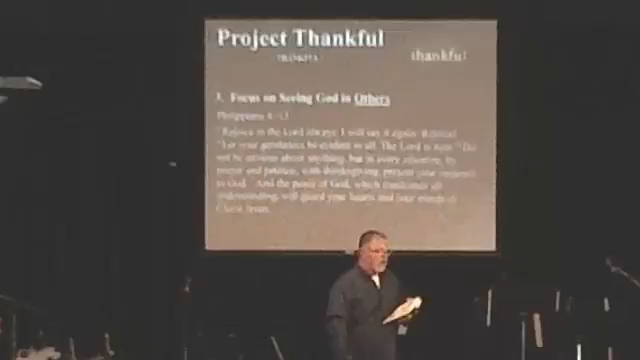 Project Thankful
thankful
3. Focus on Seeing God in Others
Philippians 4:
"Rejoice in the Lord always. I will say it again: Rejoice!
"Let your gentleness be evident to all. The Lord is near. Do
not be anxious about anything, but in every situation, by
prayer and petition, with thanksgiving, present your requests
to God. And the peace of God, which transcends all
understanding, will guard your hearts and your minds in
Christ Jesus.